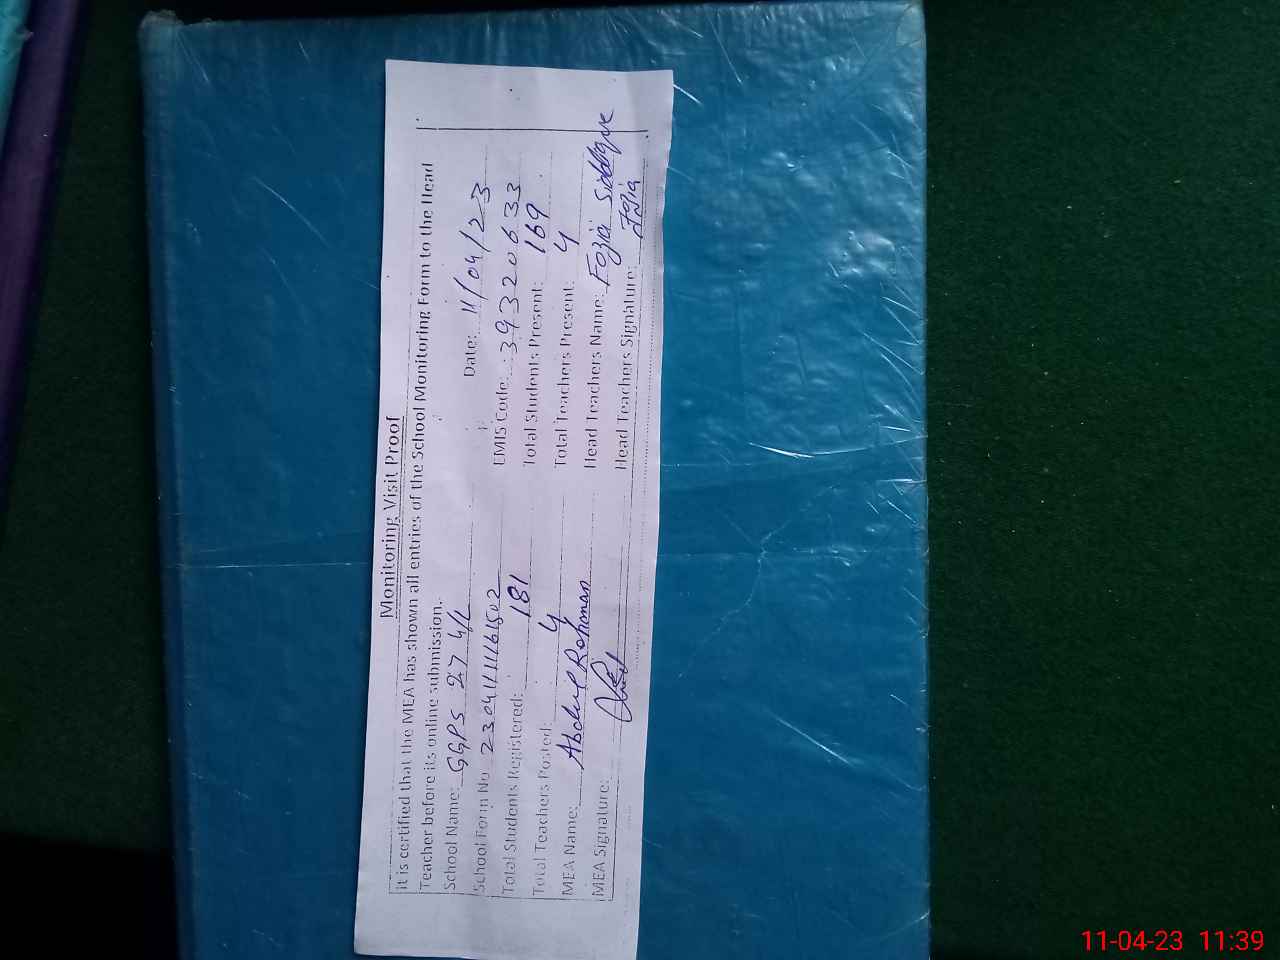 Monitoring Visit Proof
It is certified that the MEA has shown all entries of the School Monitoring Form to the Head
Teacher before its online submission.
School Name: GGPS 27 4/L Date: 11/04/23
School Form No 23041111161502 EMIS Code: 39320633
Total Students Registered: 181 Total Students Present: 169
Total Teachers Posted: 4 Total Teachers Present: 4
MEA Name: Abdul Rehman Head Teachers Name: Fozia Siddique
MEA Signature: Head Teachers Signature: Fozia
11-04-23 11:39